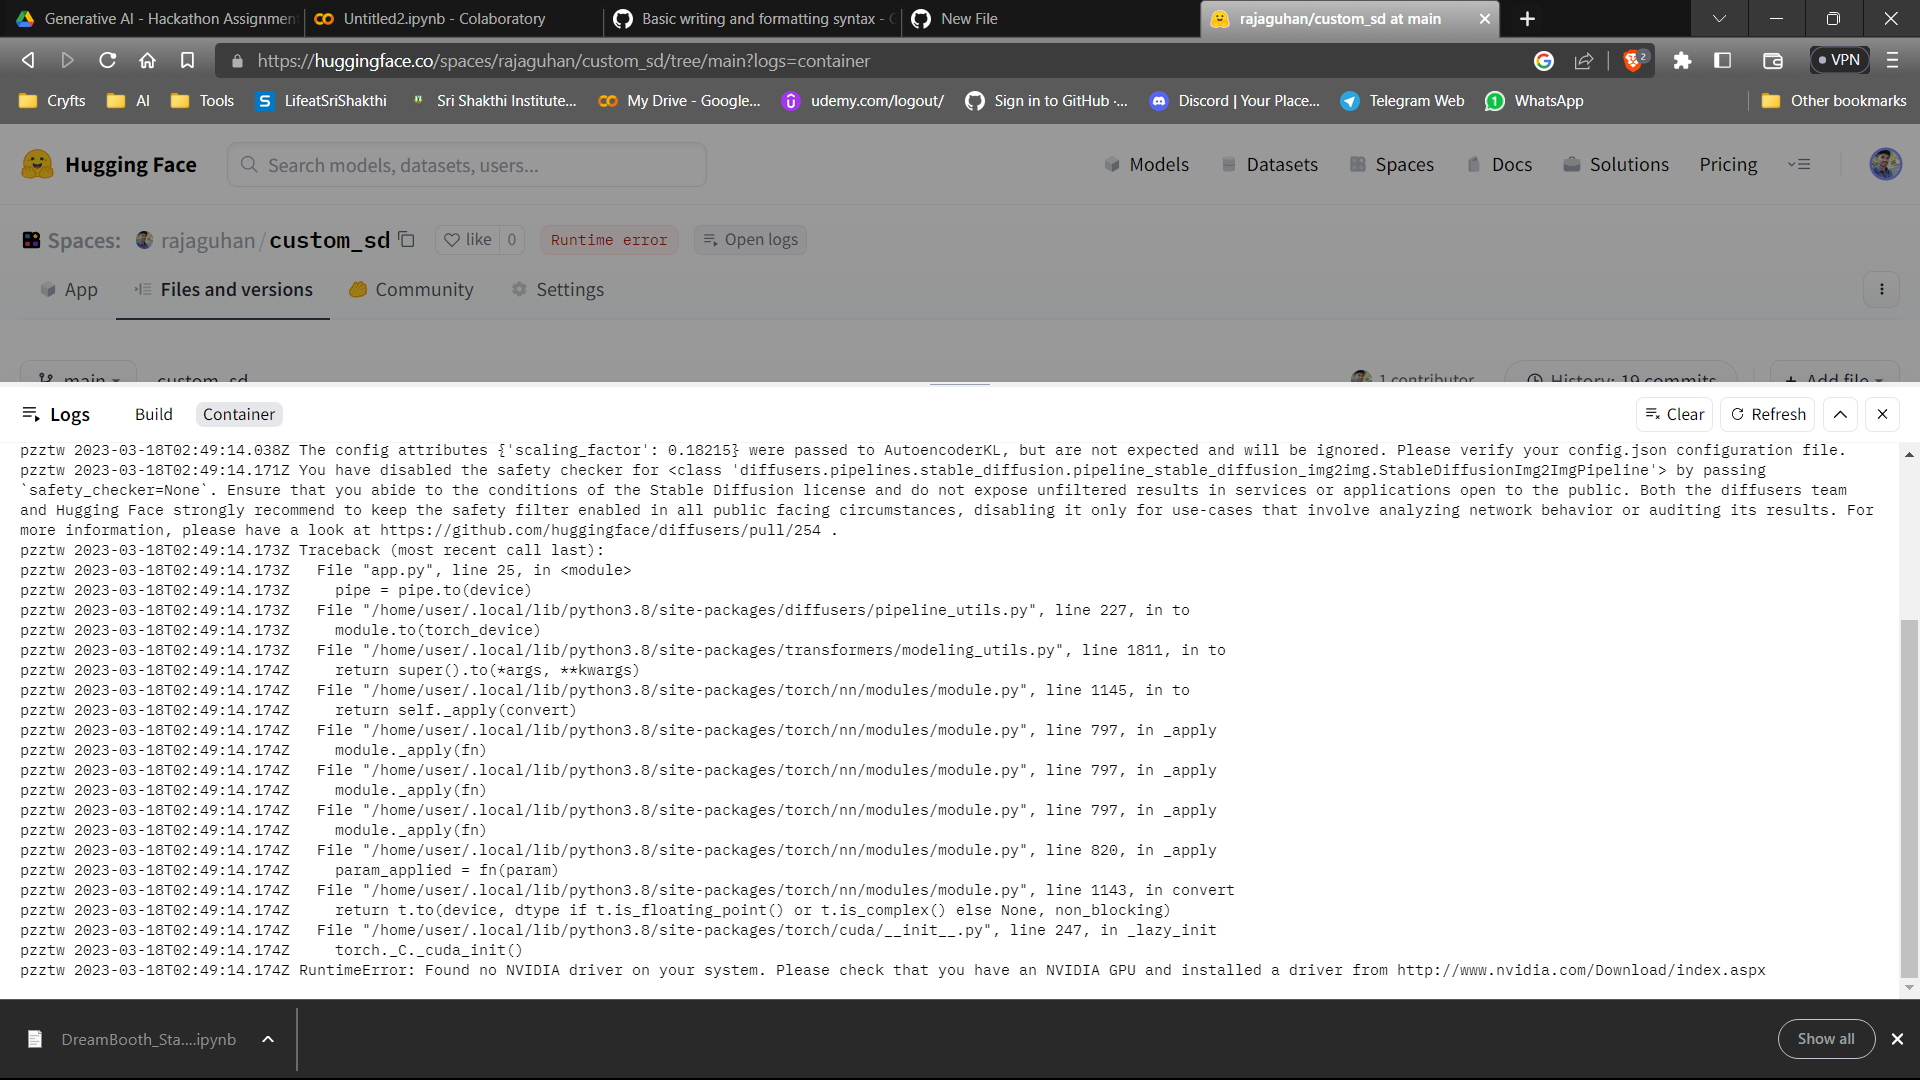 Generative AI - Hackathon Assignmen
Untitled2.ipynb - Colaboratory
Basic writing and formatting syntax -
New File
rajaguhan/custom_sd at main
https://huggingface.co/spaces/rajaguhan/custom_sd/tree/main?logs=container
2
VPN
Cryfts
AI
Tools
S
LifeatSriShakthi
Sri Shakthi Institute...
My Drive - Google...
udemy.com/logout/
Sign in to GitHub ·...
Discord | Your Place...
Telegram Web
1
WhatsApp
Other bookmarks
Hugging Face
Search models, datasets, users...
Models
Datasets
Spaces
Docs
Solutions
Pricing
Spaces:
rajaguhan/custom_sd
like
0
Runtime error
Open logs
App
Files and versions
Community
Settings
main
custom_sd
1 contributor
History: 19 commits
+ Add file
Logs
Build
Container
Clear
Refresh
pzztw 2023-03-18T02:49:14.038Z The config attributes {'scaling_factor': 0.18215} were passed to AutoencoderKL, but are not expected and will be ignored. Please verify your config.json configuration file.
pzztw 2023-03-18T02:49:14.171Z You have disabled the safety checker for <class 'diffusers.pipelines.stable_diffusion.pipeline_stable_diffusion_img2img.StableDiffusionImg2ImgPipeline'> by passing
`safety_checker=None`. Ensure that you abide to the conditions of the Stable Diffusion license and do not expose unfiltered results in services or applications open to the public. Both the diffusers team
and Hugging Face strongly recommend to keep the safety filter enabled in all public facing circumstances, disabling it only for use-cases that involve analyzing network behavior or auditing its results. For
more information, please have a look at https://github.com/huggingface/diffusers/pull/254 .
pzztw 2023-03-18T02:49:14.173Z Traceback (most recent call last):
pzztw 2023-03-18T02:49:14.173Z   File "app.py", line 25, in <module>
pzztw 2023-03-18T02:49:14.173Z     pipe = pipe.to(device)
pzztw 2023-03-18T02:49:14.173Z   File "/home/user/.local/lib/python3.8/site-packages/diffusers/pipeline_utils.py", line 227, in to
pzztw 2023-03-18T02:49:14.173Z     module.to(torch_device)
pzztw 2023-03-18T02:49:14.173Z   File "/home/user/.local/lib/python3.8/site-packages/transformers/modeling_utils.py", line 1811, in to
pzztw 2023-03-18T02:49:14.174Z     return super().to(*args, **kwargs)
pzztw 2023-03-18T02:49:14.174Z   File "/home/user/.local/lib/python3.8/site-packages/torch/nn/modules/module.py", line 1145, in to
pzztw 2023-03-18T02:49:14.174Z     return self._apply(convert)
pzztw 2023-03-18T02:49:14.174Z   File "/home/user/.local/lib/python3.8/site-packages/torch/nn/modules/module.py", line 797, in _apply
pzztw 2023-03-18T02:49:14.174Z     module._apply(fn)
pzztw 2023-03-18T02:49:14.174Z   File "/home/user/.local/lib/python3.8/site-packages/torch/nn/modules/module.py", line 797, in _apply
pzztw 2023-03-18T02:49:14.174Z     module._apply(fn)
pzztw 2023-03-18T02:49:14.174Z   File "/home/user/.local/lib/python3.8/site-packages/torch/nn/modules/module.py", line 797, in _apply
pzztw 2023-03-18T02:49:14.174Z     module._apply(fn)
pzztw 2023-03-18T02:49:14.174Z   File "/home/user/.local/lib/python3.8/site-packages/torch/nn/modules/module.py", line 820, in _apply
pzztw 2023-03-18T02:49:14.174Z     param_applied = fn(param)
pzztw 2023-03-18T02:49:14.174Z   File "/home/user/.local/lib/python3.8/site-packages/torch/nn/modules/module.py", line 1143, in convert
pzztw 2023-03-18T02:49:14.174Z     return t.to(device, dtype if t.is_floating_point() or t.is_complex() else None, non_blocking)
pzztw 2023-03-18T02:49:14.174Z   File "/home/user/.local/lib/python3.8/site-packages/torch/cuda/__init__.py", line 247, in _lazy_init
pzztw 2023-03-18T02:49:14.174Z     torch._C._cuda_init()
pzztw 2023-03-18T02:49:14.174Z RuntimeError: Found no NVIDIA driver on your system. Please check that you have an NVIDIA GPU and installed a driver from http://www.nvidia.com/Download/index.aspx
DreamBooth_Sta....ipynb
Show all